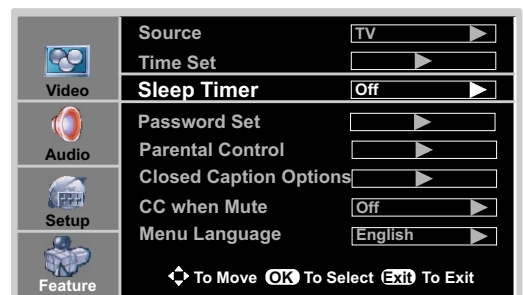 Source TV
Time Set
Video
Sleep Timer Off
Password Set
Audio
Parental Control
Closed Caption Options
CC when Mute Off
Setup
Menu Language English
Feature
To Move OK To Select Exit To Exit